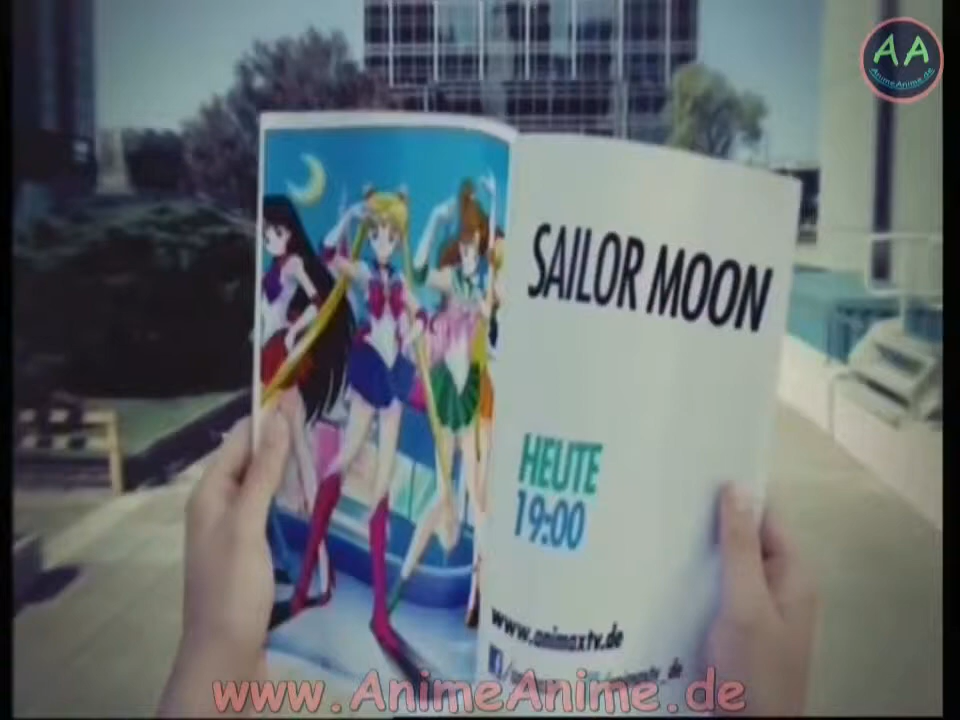 AA
AnimeAnime.de
SAILOR MOON
HEUTE
19:00
www.animaxtv.de
www.AnimeAnime.de